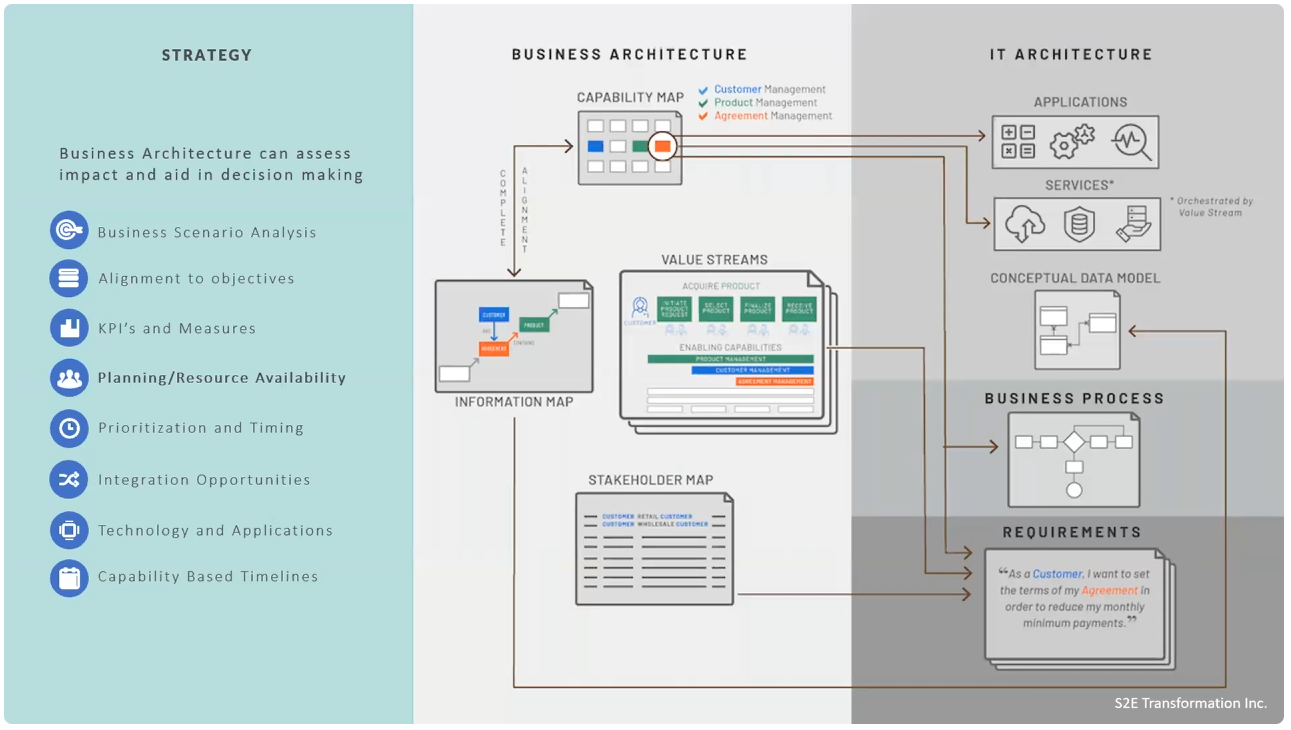 STRATEGY
Business Architecture can assess
impact and aid in decision making
Business Scenario Analysis
Alignment to objectives
KPI's and Measures
Planning/Resource Availability
Prioritization and Timing
Integration Opportunities
Technology and Applications
Capability Based Timelines
BUSINESS ARCHITECTURE
CAPABILITY MAP
Customer Management
Product Management
Agreement Management
COMPLETE
ALIGNMENT
CUSTOMER
PRODUCT
AGREEMENT
CONTAINS
INFORMATION MAP
VALUE STREAMS
ACQUIRE PRODUCT
CUSTOMER
INITIATE
PRODUCT
REQUEST
SELECT
PRODUCT
FINALIZE
PRODUCT
RECEIVE
PRODUCT
ENABLING CAPABILITIES
PRODUCT MANAGEMENT
CUSTOMER MANAGEMENT
AGREEMENT MANAGEMENT
STAKEHOLDER MAP
CUSTOMER RETAIL CUSTOMER
CUSTOMER WHOLESALE CUSTOMER
IT ARCHITECTURE
APPLICATIONS
SERVICES*
* Orchestrated by
Value Stream
CONCEPTUAL DATA MODEL
BUSINESS PROCESS
REQUIREMENTS
“As a Customer, I want to set
the terms of my Agreement in
order to reduce my monthly
minimum payments.”
S2E Transformation Inc.